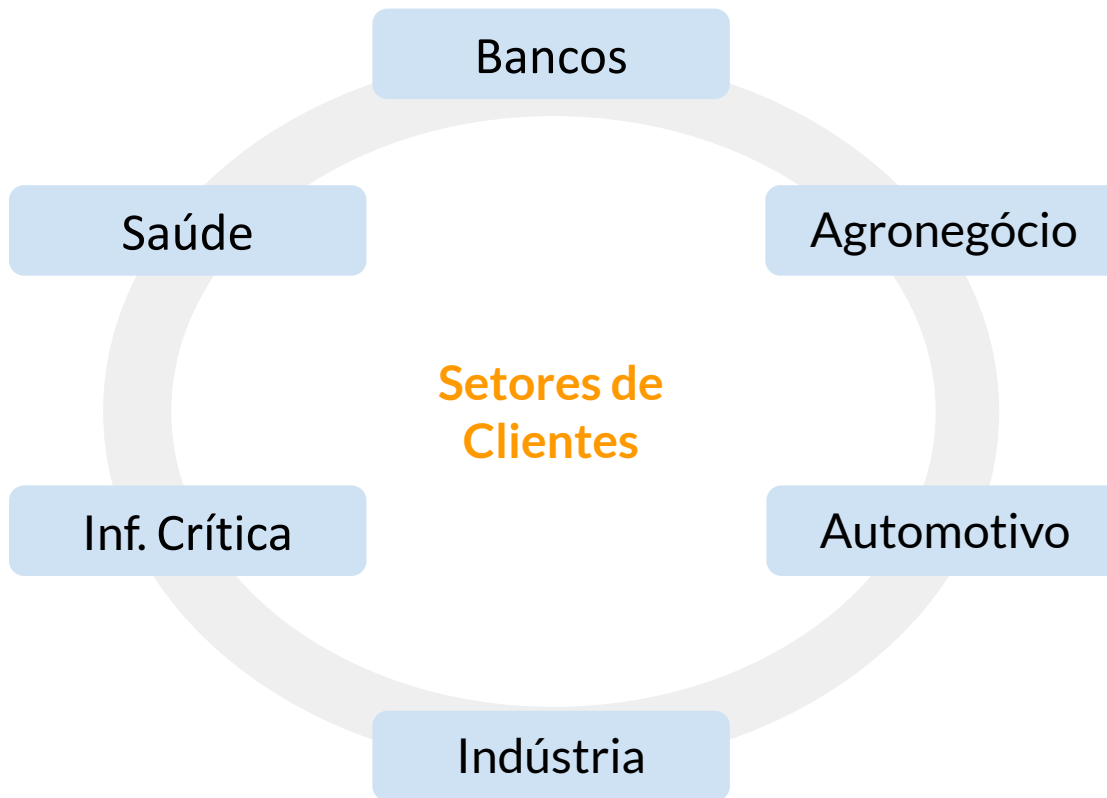 Bancos
Saúde
Agronegócio
Setores de
Clientes
Inf. Crítica
Automotivo
Indústria